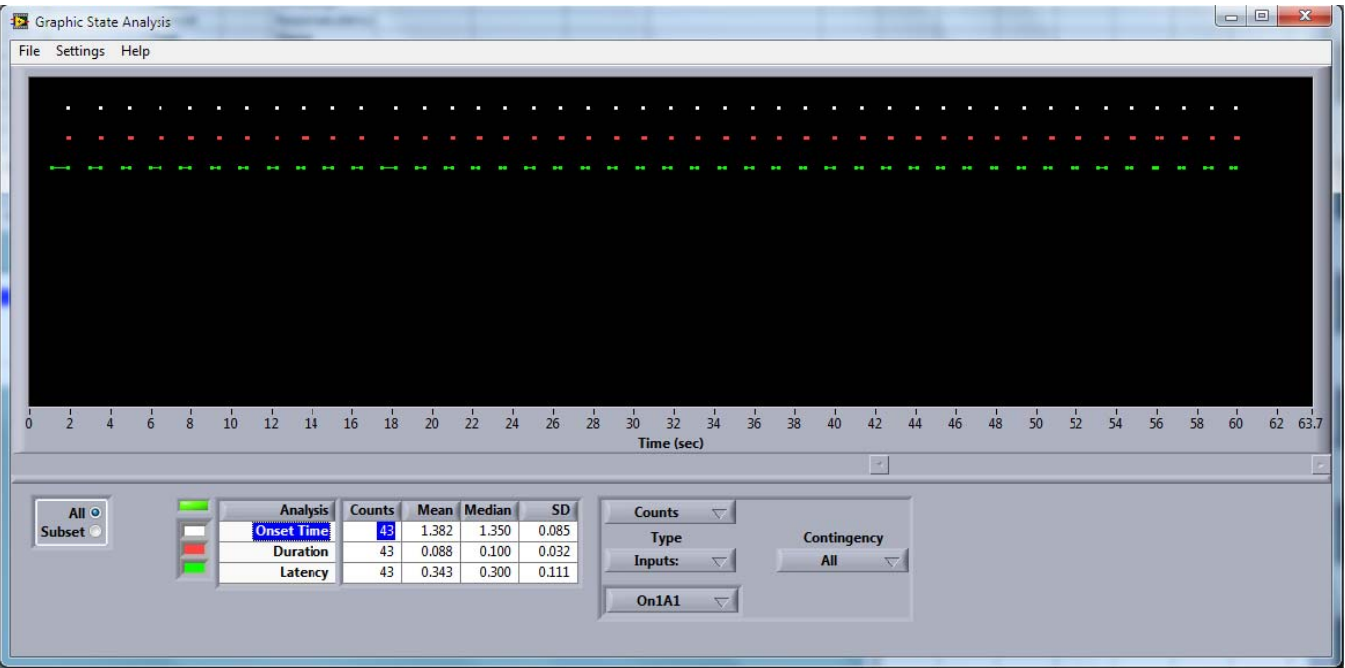 Graphic State Analysis
File Settings Help
0 2 4 6 8 10 12 14 16 18 20 22 24 26 28 30 32 34 36 38 40 42 44 46 48 50 52 54 56 58 60 62 63.7
Time (sec)
All
Subset
Analysis Counts Mean Median SD
Onset Time 43 1.382 1.350 0.085
Duration 43 0.088 0.100 0.032
Latency 43 0.343 0.300 0.111
Counts
Type
Inputs:
On1A1
Contingency
All